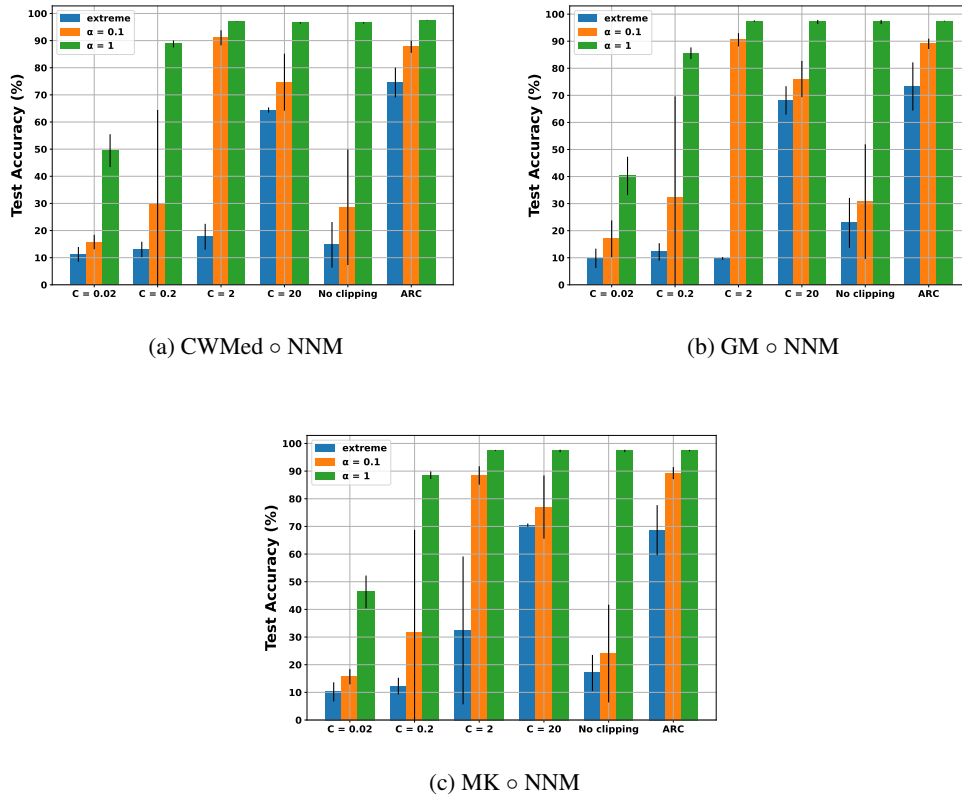 100
90
80
70
60
50
40
30
20
10
0
Test Accuracy (%)
extreme
α = 0.1
α = 1
C = 0.02 C = 0.2 C = 2 C = 20 No clipping ARC
(a) CWMed ∘ NNM
100
90
80
70
60
50
40
30
20
10
0
Test Accuracy (%)
extreme
α = 0.1
α = 1
C = 0.02 C = 0.2 C = 2 C = 20 No clipping ARC
(b) GM ∘ NNM
100
90
80
70
60
50
40
30
20
10
0
Test Accuracy (%)
extreme
α = 0.1
α = 1
C = 0.02 C = 0.2 C = 2 C = 20 No clipping ARC
(c) MK ∘ NNM